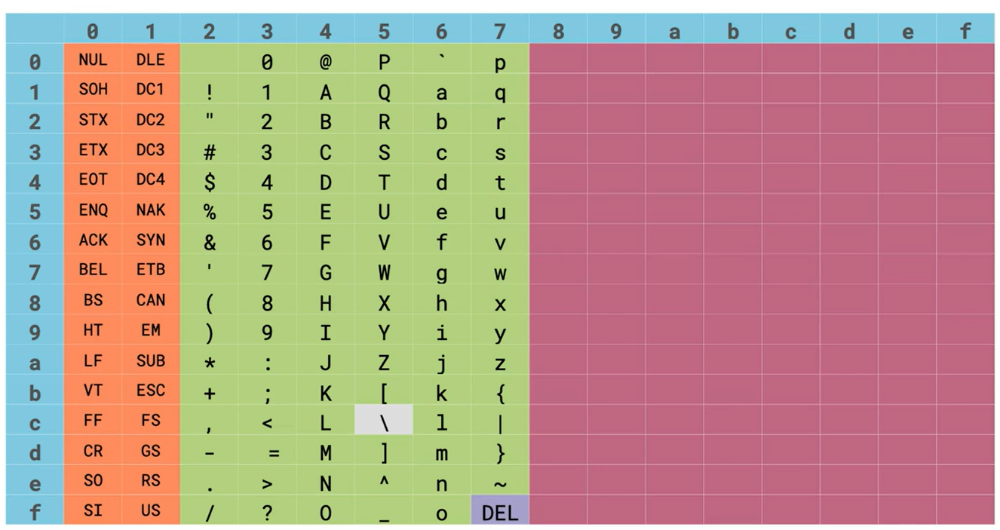 0 1 2 3 4 5 6 7 8 9 a b c d e f
0 NUL DLE 0 @ P ` p
1 SOH DC1 ! 1 A Q a q
2 STX DC2 " 2 B R b r
3 ETX DC3 # 3 C S c s
4 EOT DC4 $ 4 D T d t
5 ENQ NAK % 5 E U e u
6 ACK SYN & 6 F V f v
7 BEL ETB ' 7 G W g w
8 BS CAN ( 8 H X h x
9 HT EM ) 9 I Y i y
a LF SUB * : J Z j z
b VT ESC + ; K [ k {
c FF FS , < L \ l |
d CR GS - = M ] m }
e SO RS . > N ^ n ~
f SI US / ? O _ o DEL